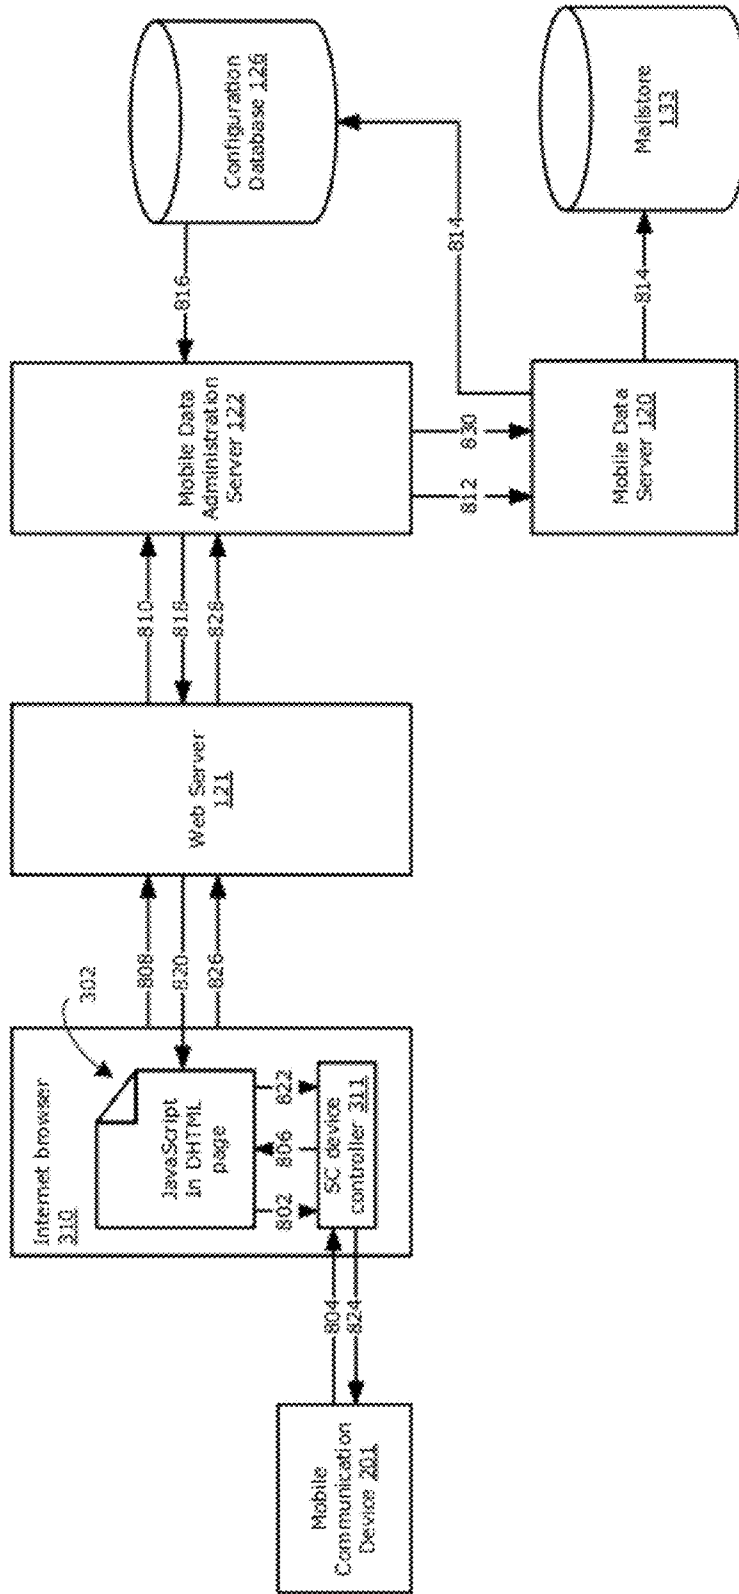 Mobile
Communication
Device 201
804
824
Internet browser
310
302
JavaScript
in DHTML
page
802
806
822
SC device
controller 311
808
820
826
Web Server
121
810
818
828
Mobile Data
Administration
Server 122
812
830
Mobile Data
Server 120
816
814
814
Configuration
Database 126
Mailstore
133